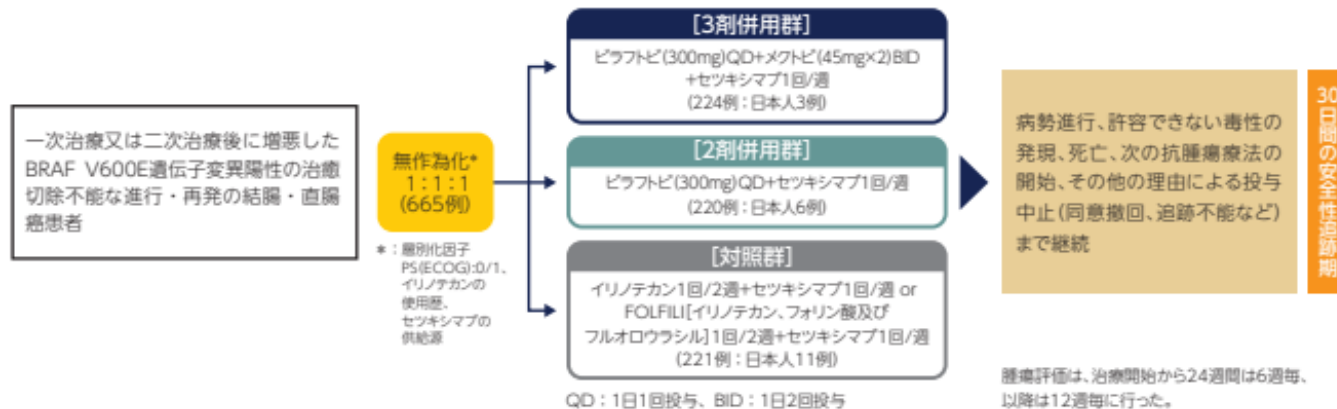 一次治療又は二次治療後に増悪した
BRAF V600E遺伝子変異陽性の治癒
切除不能な進行・再発の結腸・直腸
癌患者
無作為化*
1:1:1
(665例)
*:層別化因子
PS(ECOG):0/1、
イリノテカンの
使用歴、
セツキシマブの
供給源
[3剤併用群]
ビラフトビ(300mg)QD+メクトビ(45mg×2)BID
+セツキシマブ1回/週
(224例:日本人3例)
[2剤併用群]
ビラフトビ(300mg)QD+セツキシマブ1回/週
(220例:日本人6例)
[対照群]
イリノテカン1回/2週+セツキシマブ1回/週 or
FOLFILI[イリノテカン、フォリン酸及び
フルオロウラシル]1回/2週+セツキシマブ1回/週
(221例:日本人11例)
QD:1日1回投与、BID:1日2回投与
病勢進行、許容できない毒性の
発現、死亡、次の抗腫瘍療法の
開始、その他の理由による投与
中止(同意撤回、追跡不能など)
まで継続
30日間の安全性追跡期
腫瘍評価は、治療開始から24週間は6週毎、
以降は12週毎に行った。